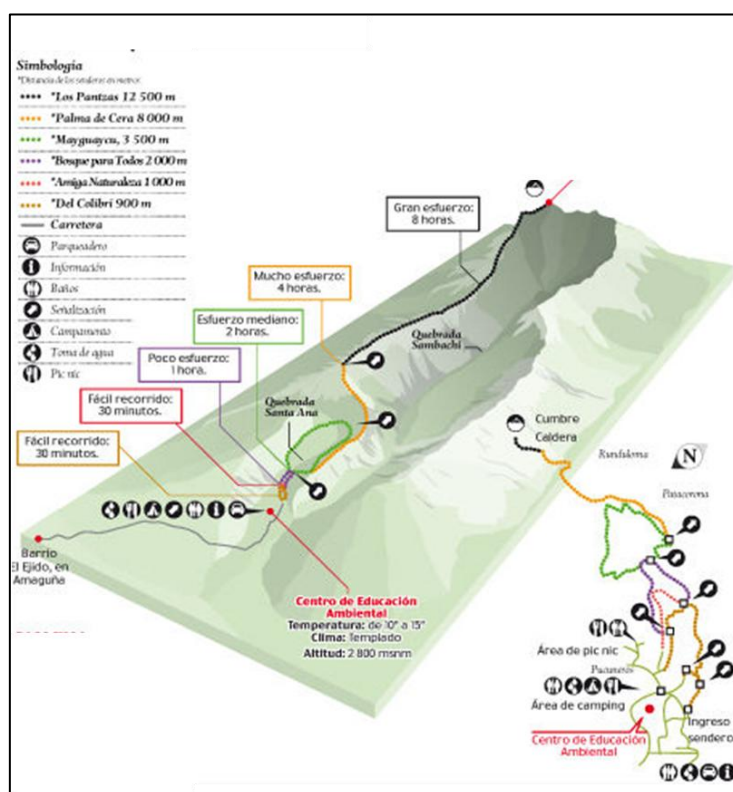 Simbología
*Distancia de los senderos en metros:
*Los Pantzas 12 500 m
*Palma de Cera 8 000 m
*Mayguaycu, 3 500 m
*Bosque para Todos 2 000 m
*Amiga Naturaleza 1 000 m
*Del Colibrí 900 m
Carretera
Parqueadero
Información
Baños
Señalización
Campamento
Toma de agua
Pic nic
Gran esfuerzo:
8 horas.
Mucho esfuerzo:
4 horas.
Esfuerzo mediano:
2 horas.
Poco esfuerzo:
1 hora.
Fácil recorrido:
30 minutos.
Fácil recorrido:
30 minutos.
Quebrada
Sambachi
Quebrada
Santa Ana
Barrio
El Ejido, en
Amaguña
Centro de Educación
Ambiental
Temperatura: de 10° a 15°
Clima: Templado
Altitud: 2 800 msnm
Cumbre
Caldera
Runduloma
N
Patacorona
Área de pic nic
Pucaneros
Área de camping
Ingreso
sendero
Centro de Educación
Ambiental